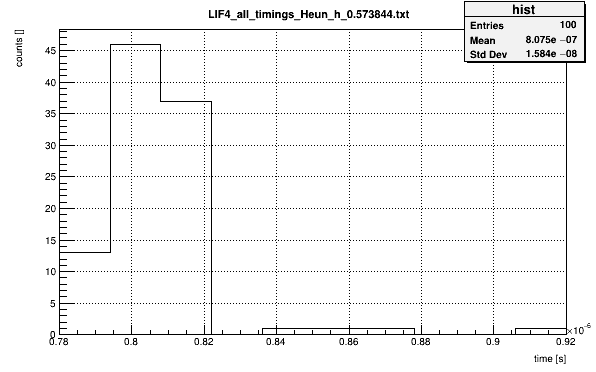 LIF4_all_timings_Heun_h_0.573844.txt
hist
Entries 100
Mean 8.075e −07
Std Dev 1.584e −08
counts []
45
40
35
30
25
20
15
10
5
0
0.78 0.8 0.82 0.84 0.86 0.88 0.9 0.92
×10⁻⁶
time [s]